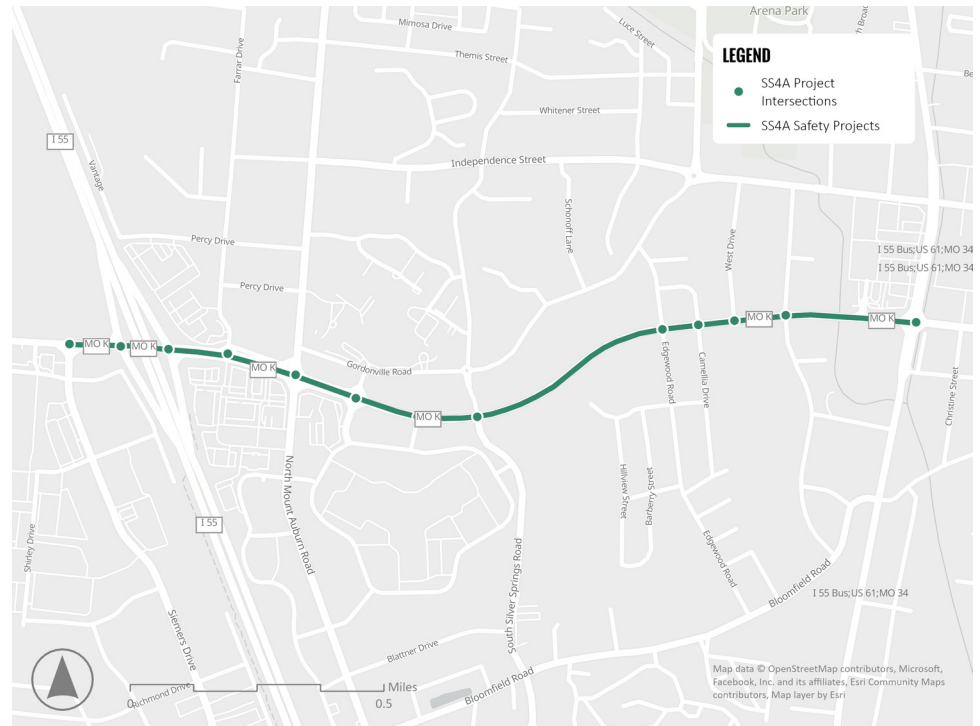 Arena Park
Mimosa Drive
Luce Street
Farrar Drive
Themis Street
LEGEND
SS4A Project
Intersections
SS4A Safety Projects
Whitener Street
I 55
Vantage
Independence Street
Schonoff Lane
West Drive
Percy Drive
I 55 Bus;US 61;MO 34
I 55 Bus;US 61;MO 34
Percy Drive
MO K
MO K
MO K
MO K
MO K
MO K
Gordonville Road
Edgewood Road
Camellia Drive
Christine Street
North Mount Auburn Road
Hillview Street
Barberry Street
I 55
Shirley Drive
South Silver Springs Road
Edgewood Road
Bloomfield Road
I 55 Bus;US 61;MO 34
Siemers Drive
Blattner Drive
Bloomfield Road
Richmond Drive
0
0.5
Miles
Map data © OpenStreetMap contributors, Microsoft,
Facebook, Inc. and its affiliates, Esri Community Maps
contributors, Map layer by Esri